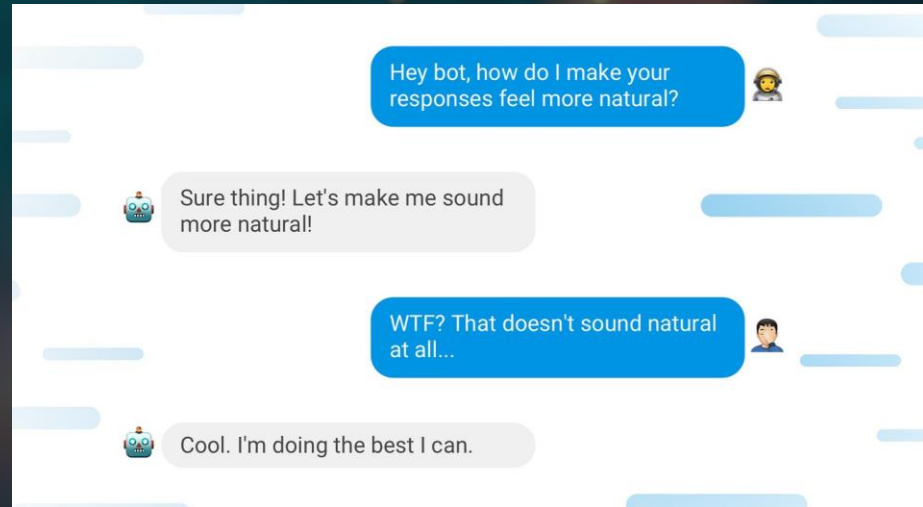 Hey bot, how do I make your
responses feel more natural?
Sure thing! Let's make me sound
more natural!
WTF? That doesn't sound natural
at all...
Cool. I'm doing the best I can.